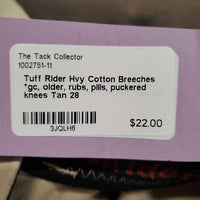 The Tack Collector
1002751-11
Tuff Rider Hvy Cotton Breeches
*gc, older, rubs, pills, puckered
knees Tan 28
3JQLH6
$22.00